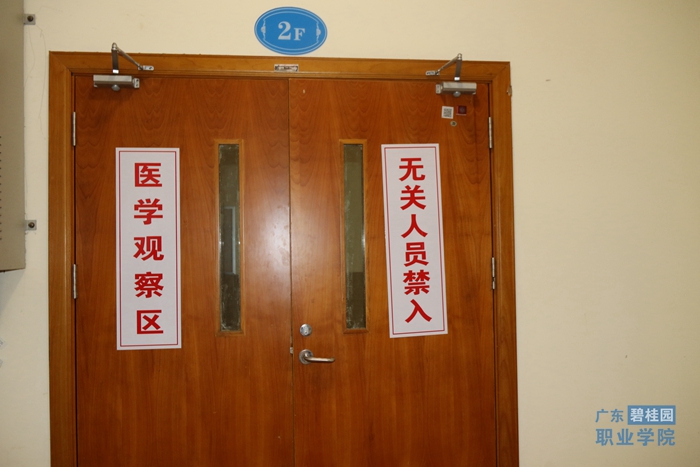 2F
医学观察区
无关人员禁入
广东 碧桂园
职业学院